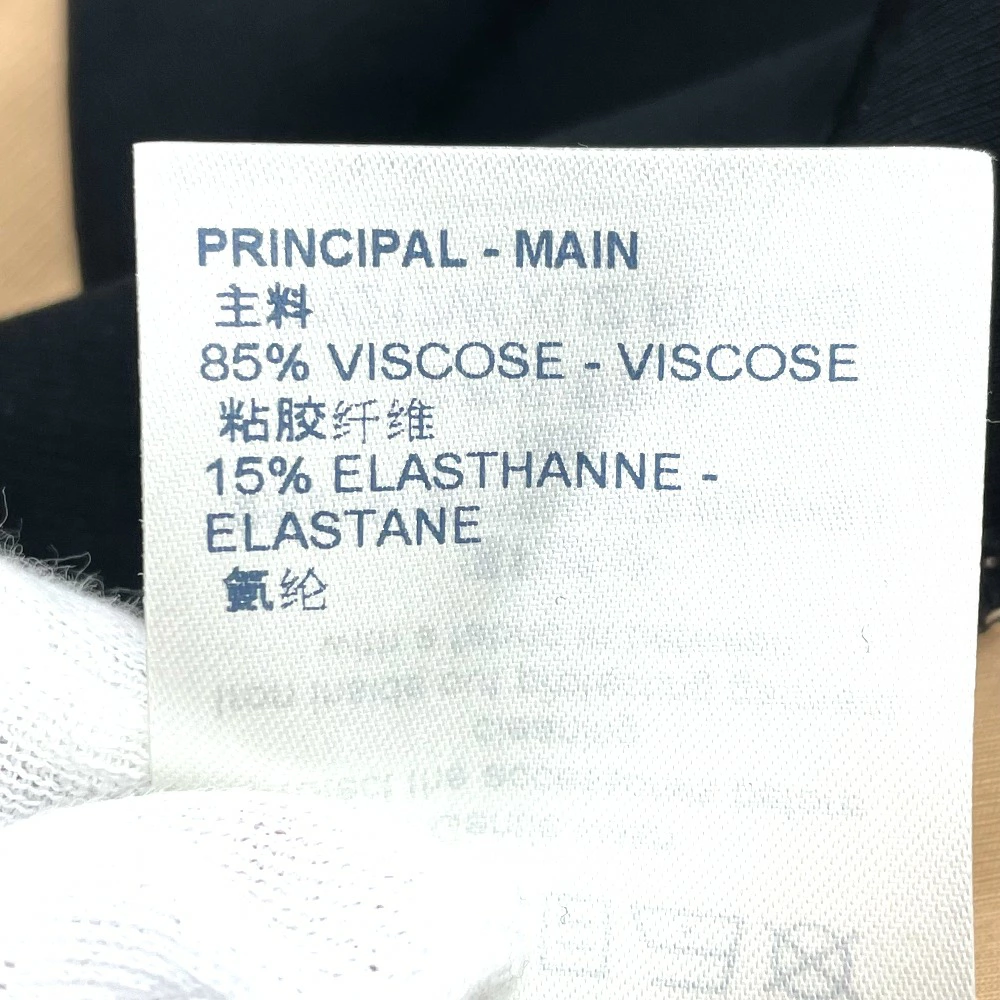 PRINCIPAL - MAIN
主料
85% VISCOSE - VISCOSE
粘胶纤维
15% ELASTHANNE -
ELASTANE
氨纶